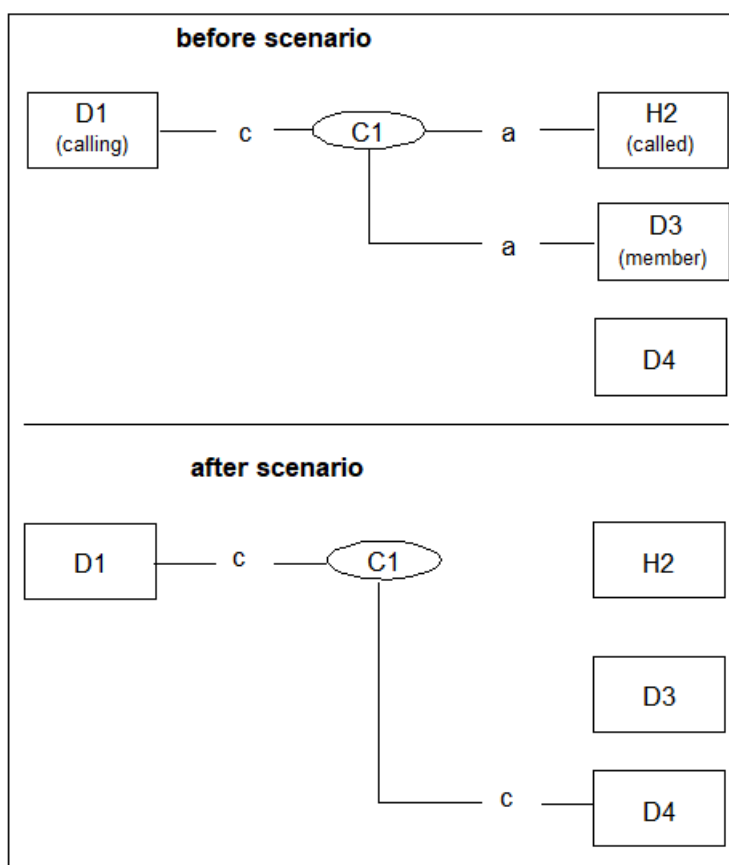 before scenario
D1
(calling)
c
C1
a
H2
(called)
a
D3
(member)
D4
after scenario
D1
c
C1
H2
D3
c
D4